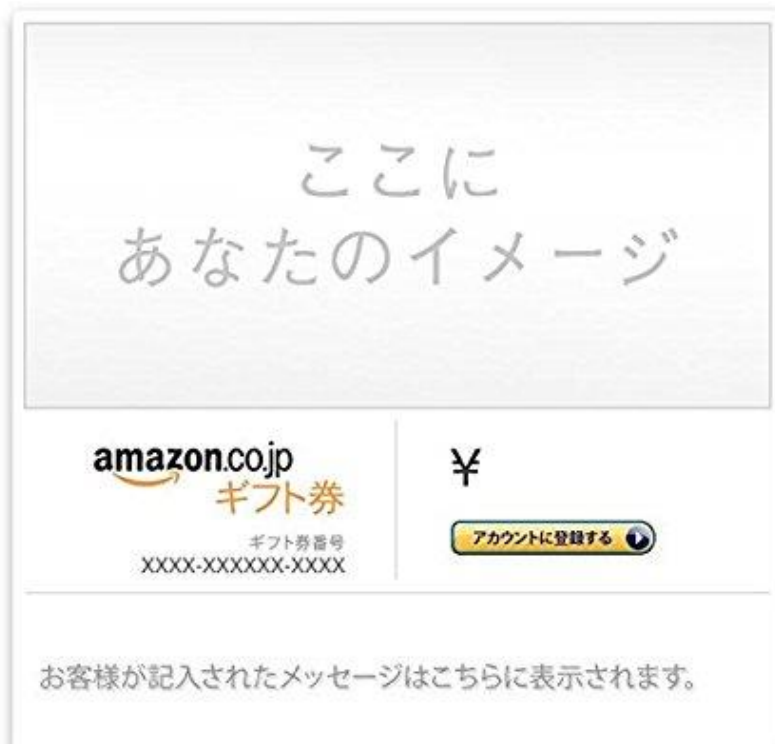 ここに
あなたのイメージ
amazon.co.jp
ギフト券
ギフト券番号
XXXX-XXXXXX-XXXX
¥
アカウントに登録する
お客様が記入されたメッセージはこちらに表示されます。